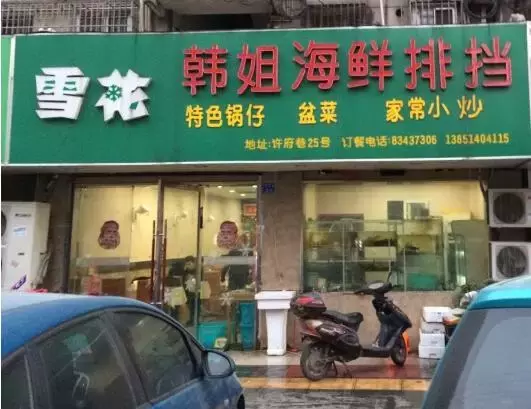 雪花
韩姐海鲜排挡
特色锅仔 盆菜 家常小炒
地址:许府巷25号 订餐电话:83437306 13851404115